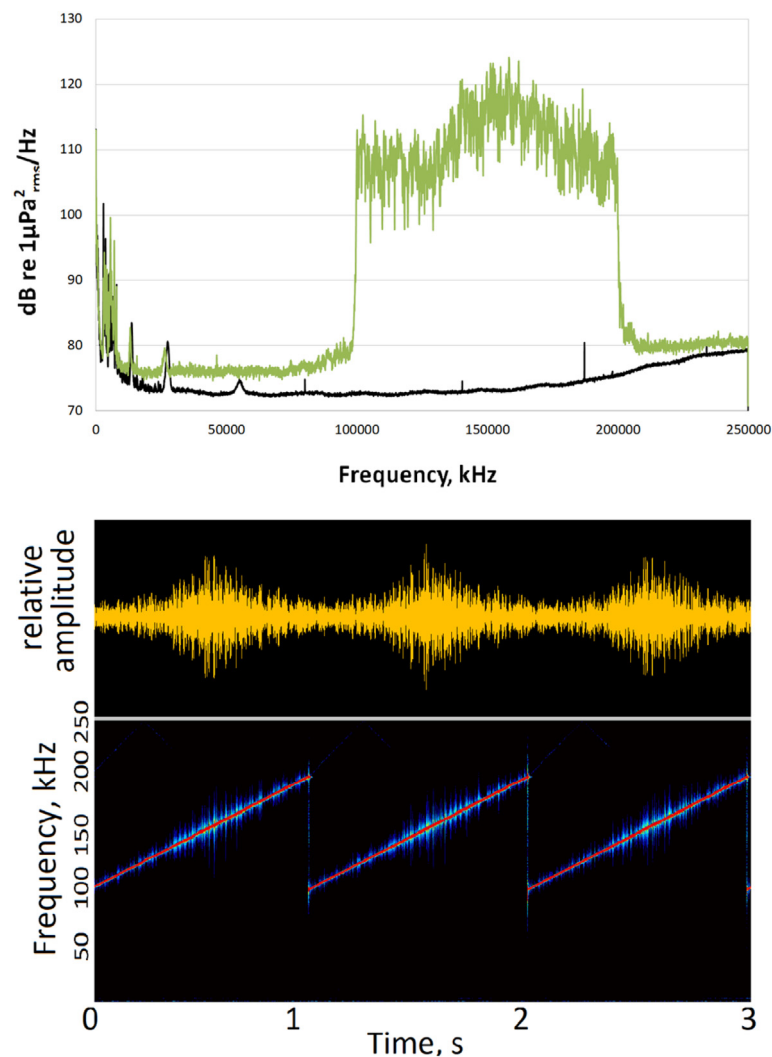 130
120
110
100
90
80
70
dB re 1µPa²rms/Hz
0 50000 100000 150000 200000 250000
Frequency, kHz
relative
amplitude
250
200
150
100
50
Frequency, kHz
0 1 2 3
Time, s